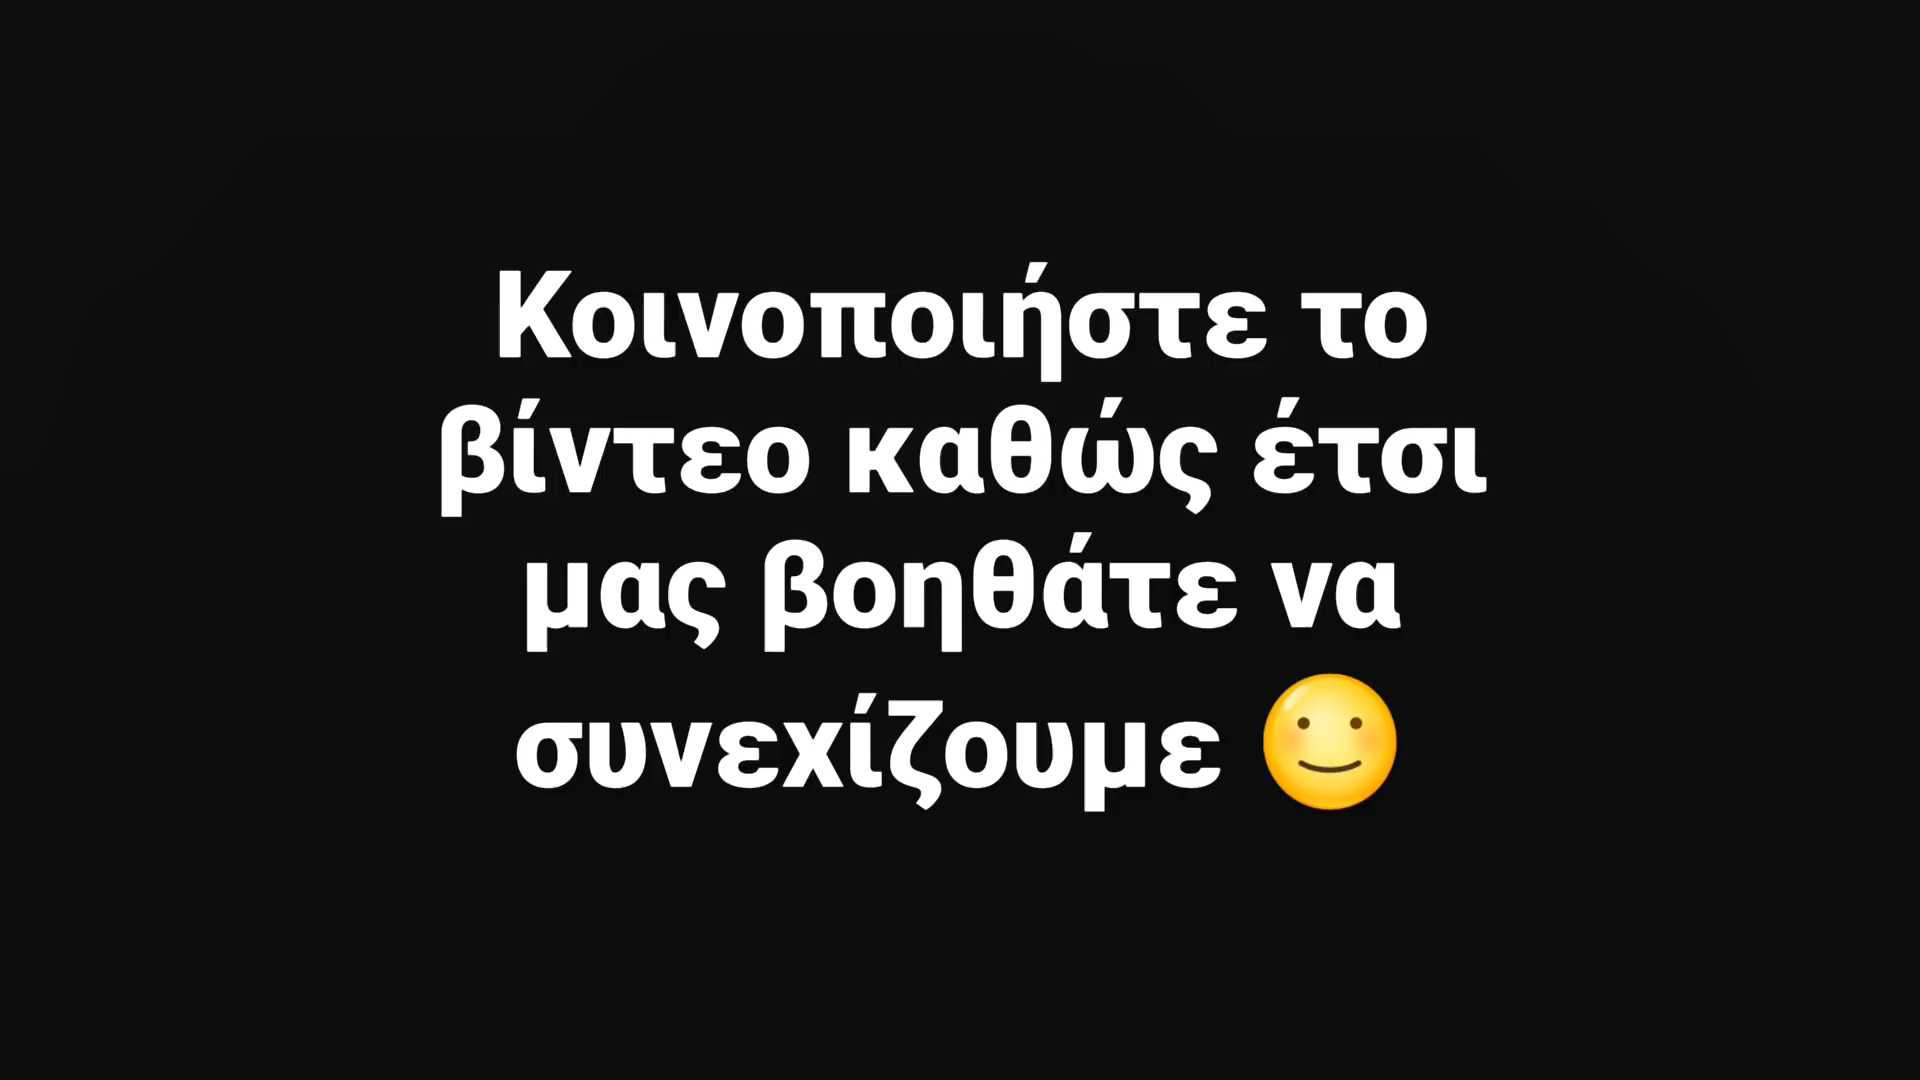 Κοινοποιήστε το
βίντεο καθώς έτσι
μας βοηθάτε να
συνεχίζουμε 🙂